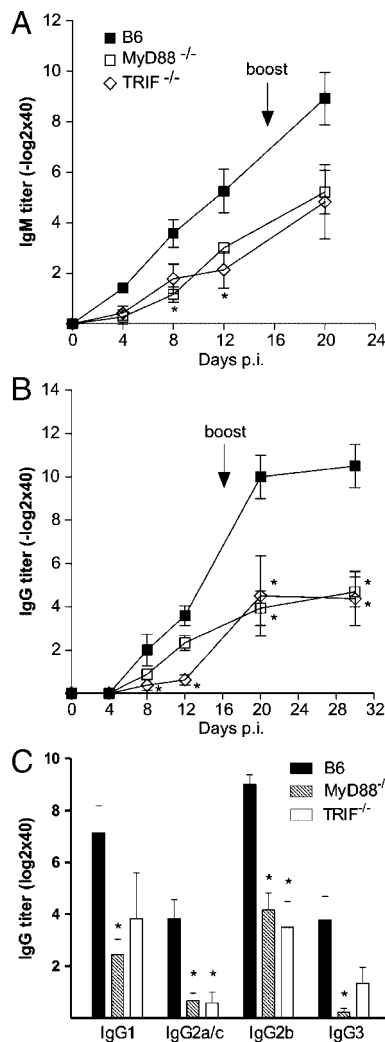 A
B6
MyD88 -/-
TRIF -/-
boost
IgM titer (-log2x40)
12
10
8
6
4
2
0 4 8 12 16 20 24
* *
Days p.i.
B
boost
IgG titer (-log2x40)
14
12
10
8
6
4
2
0 4 8 12 16 20 24 28 32
* * * * * *
Days p.i.
C
B6
MyD88 -/
TRIF -/-
IgG titer (log2x40)
10
8
6
4
2
* * * * * *
IgG1 IgG2a/c IgG2b IgG3